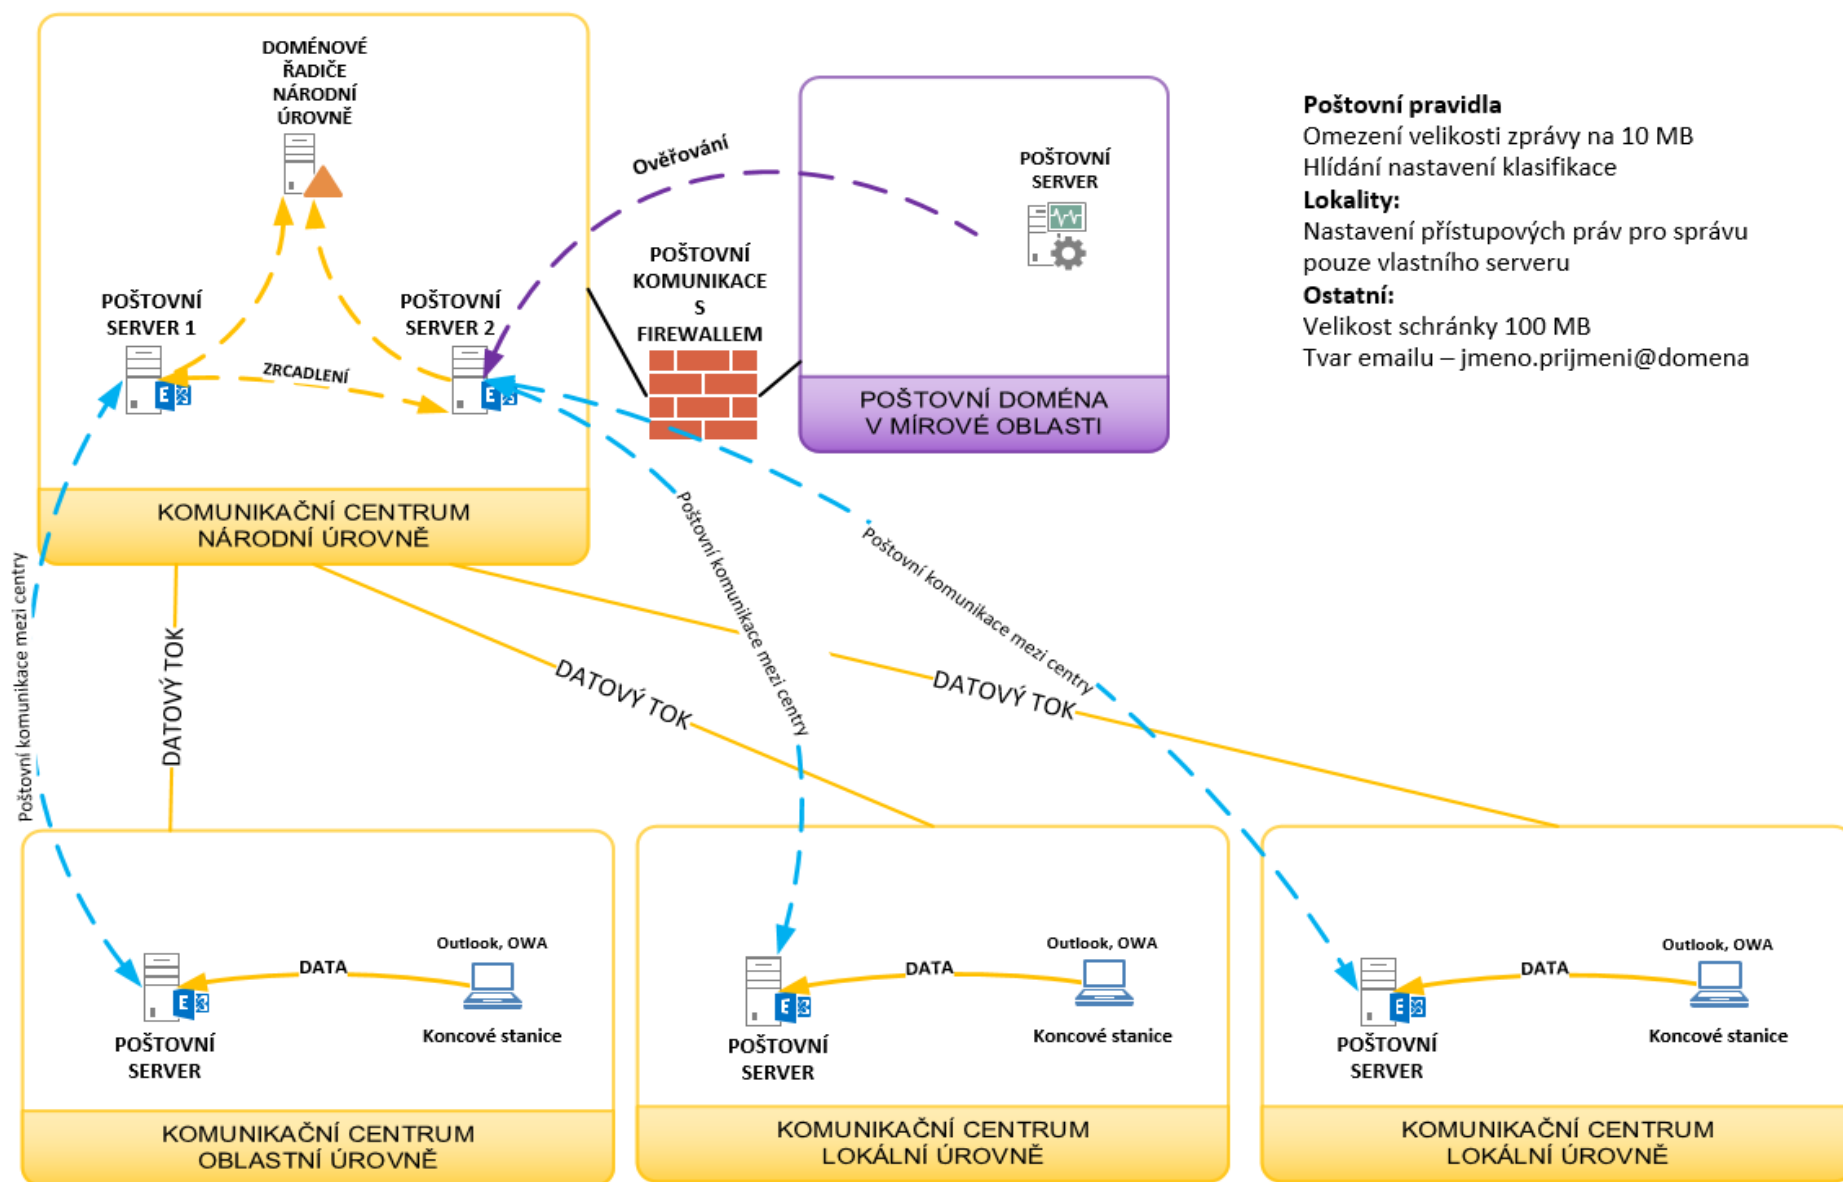 DOMÉNOVÉ
ŘADIČE
NÁRODNÍ
ÚROVNĚ
POŠTOVNÍ
SERVER 1
POŠTOVNÍ
SERVER 2
ZRCADLENÍ
E
E
KOMUNIKAČNÍ CENTRUM
NÁRODNÍ ÚROVNĚ
Ověřování
POŠTOVNÍ
KOMUNIKACE
S
FIREWALLEM
POŠTOVNÍ
SERVER
POŠTOVNÍ DOMÉNA
V MÍROVÉ OBLASTI
Poštovní pravidla
Omezení velikosti zprávy na 10 MB
Hlídání nastavení klasifikace
Lokality:
Nastavení přístupových práv pro správu
pouze vlastního serveru
Ostatní:
Velikost schránky 100 MB
Tvar emailu – jmeno.prijmeni@domena
Poštovní komunikace mezi centry
DATOVÝ TOK
DATOVÝ TOK
Poštovní komunikace mezi centry
DATOVÝ TOK
Poštovní komunikace mezi centry
Outlook, OWA
DATA
E
Koncové stanice
POŠTOVNÍ
SERVER
KOMUNIKAČNÍ CENTRUM
OBLASTNÍ ÚROVNĚ
Outlook, OWA
DATA
E
Koncové stanice
POŠTOVNÍ
SERVER
KOMUNIKAČNÍ CENTRUM
LOKÁLNÍ ÚROVNĚ
Outlook, OWA
DATA
E
Koncové stanice
POŠTOVNÍ
SERVER
KOMUNIKAČNÍ CENTRUM
LOKÁLNÍ ÚROVNĚ